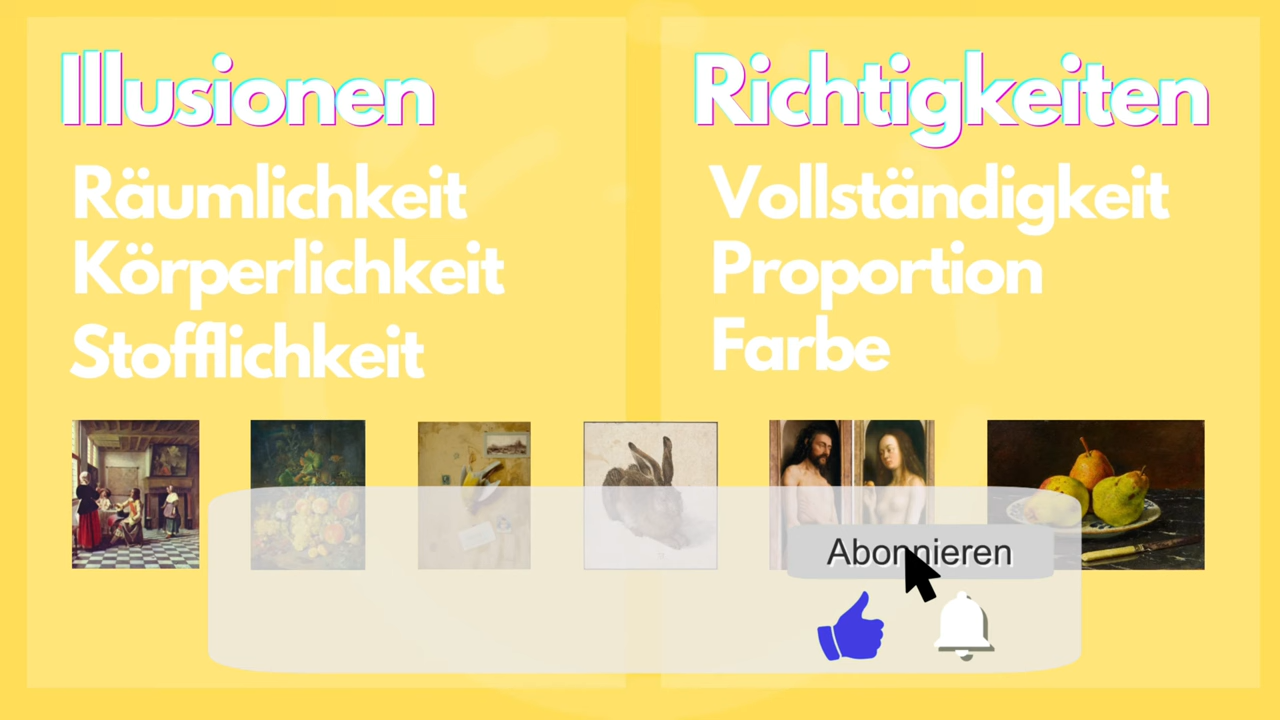 Illusionen
Räumlichkeit
Körperlichkeit
Stofflichkeit
Richtigkeiten
Vollständigkeit
Proportion
Farbe
Abonnieren